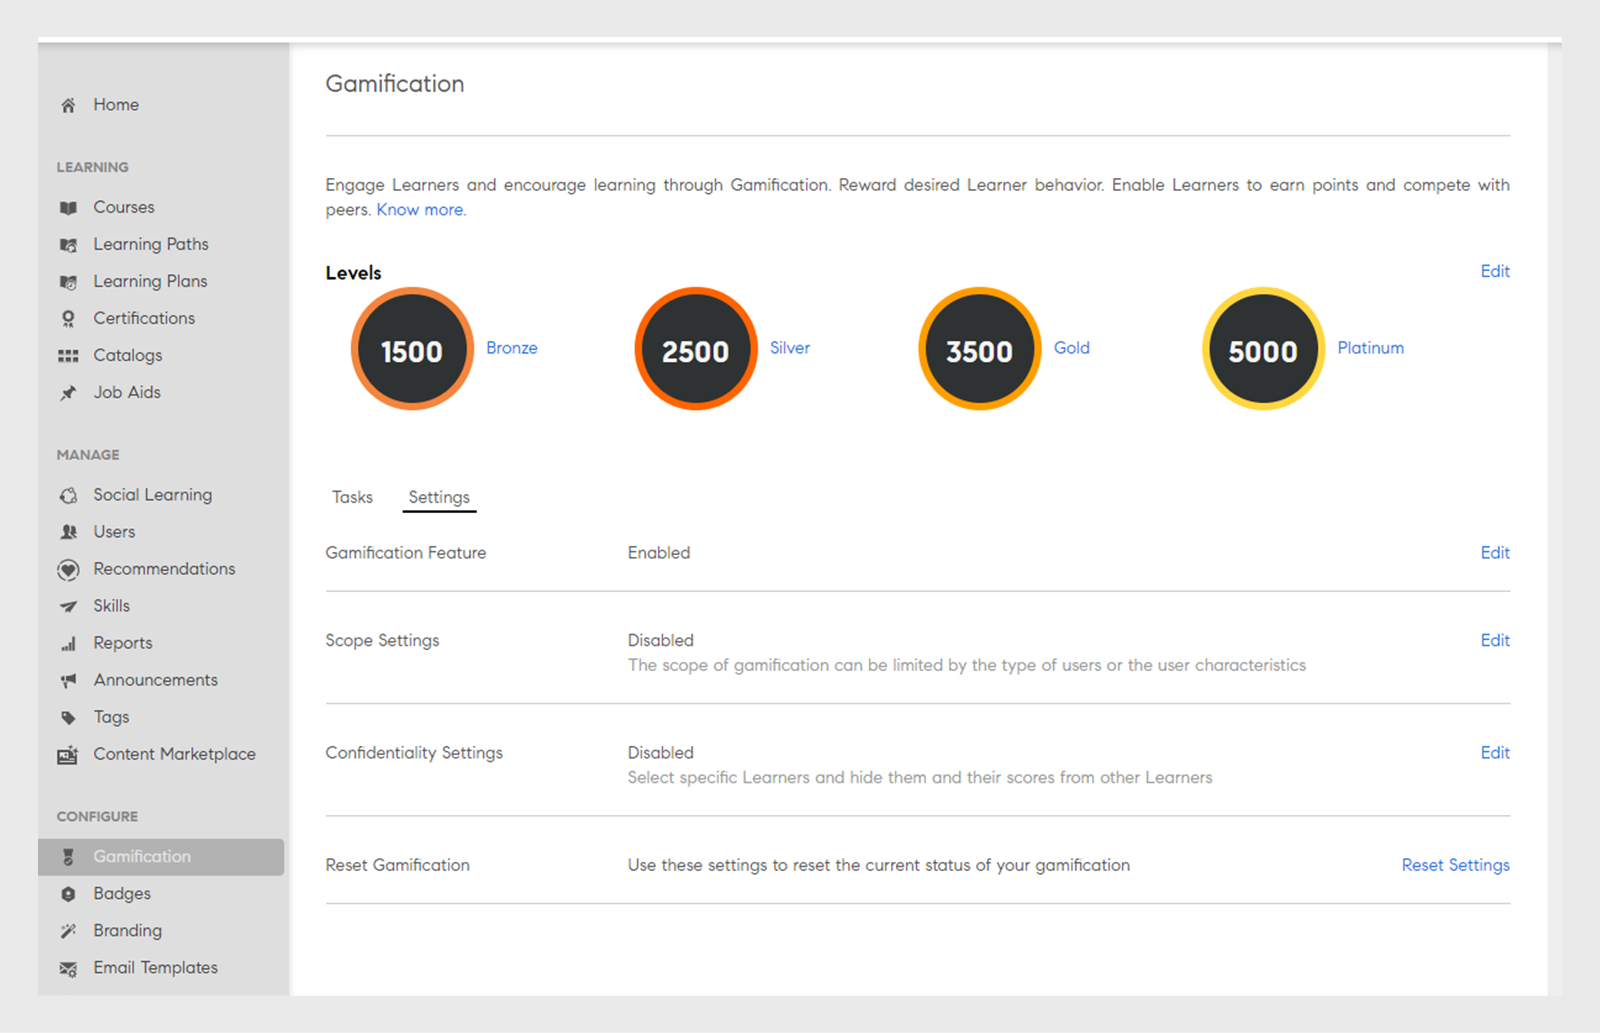 Home
LEARNING
Courses
Learning Paths
Learning Plans
Certifications
Catalogs
Job Aids
MANAGE
Social Learning
Users
Recommendations
Skills
Reports
Announcements
Tags
Content Marketplace
CONFIGURE
Gamification
Badges
Branding
Email Templates
Gamification
Engage Learners and encourage learning through Gamification. Reward desired Learner behavior. Enable Learners to earn points and compete with
peers. Know more.
Levels Edit
1500 Bronze 2500 Silver 3500 Gold 5000 Platinum
Tasks Settings
Gamification Feature Enabled Edit
Scope Settings Disabled Edit
The scope of gamification can be limited by the type of users or the user characteristics
Confidentiality Settings Disabled Edit
Select specific Learners and hide them and their scores from other Learners
Reset Gamification Use these settings to reset the current status of your gamification Reset Settings